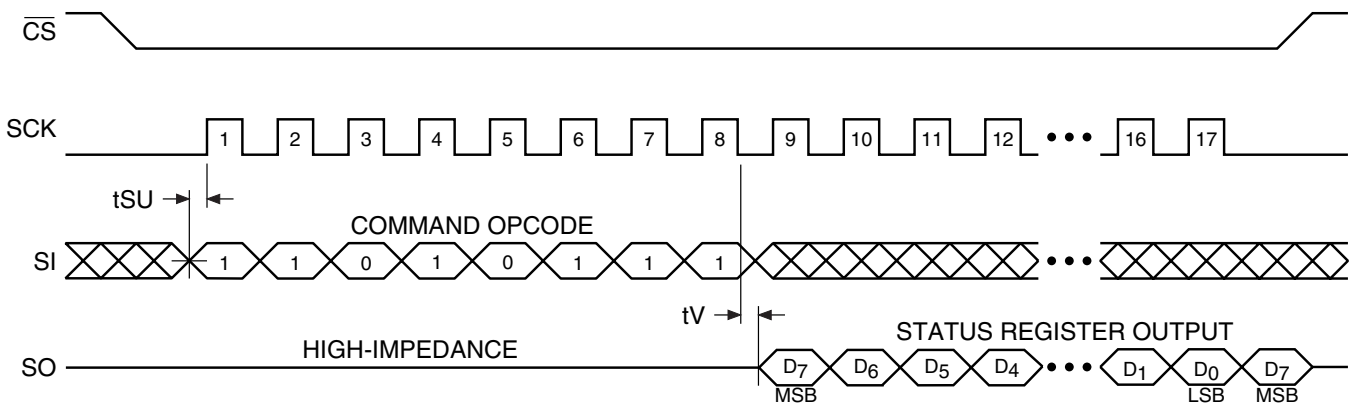 CS
SCK
1 2 3 4 5 6 7 8 9 10 11 12 ••• 16 17
tSU
COMMAND OPCODE
SI
1 1 0 1 0 1 1 1 •••
tV
HIGH-IMPEDANCE
STATUS REGISTER OUTPUT
SO
D7 D6 D5 D4 ••• D1 D0 D7
MSB LSB MSB